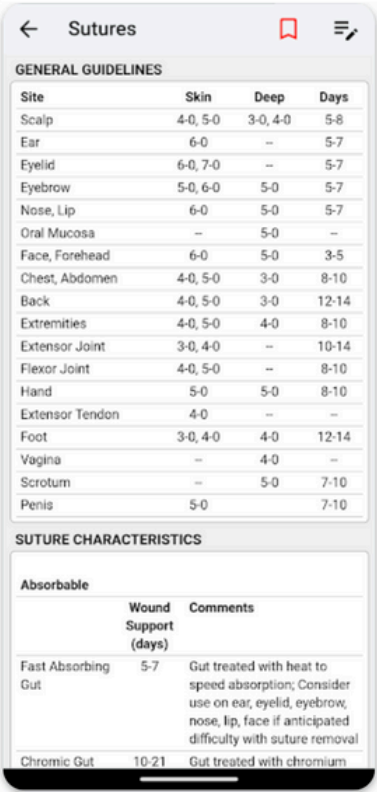 Sutures
GENERAL GUIDELINES
Site Skin Deep Days
Scalp 4-0, 5-0 3-0, 4-0 5-8
Ear 6-0 -- 5-7
Eyelid 6-0, 7-0 -- 5-7
Eyebrow 5-0, 6-0 5-0 5-7
Nose, Lip 6-0 5-0 5-7
Oral Mucosa -- 5-0 --
Face, Forehead 6-0 5-0 3-5
Chest, Abdomen 4-0, 5-0 3-0 8-10
Back 4-0, 5-0 3-0 12-14
Extremities 4-0, 5-0 4-0 8-10
Extensor Joint 3-0, 4-0 -- 10-14
Flexor Joint 4-0, 5-0 -- 8-10
Hand 5-0 5-0 8-10
Extensor Tendon 4-0 -- --
Foot 3-0, 4-0 4-0 12-14
Vagina -- 4-0 --
Scrotum -- 5-0 7-10
Penis 5-0 7-10
SUTURE CHARACTERISTICS
Absorbable
Wound Comments
Support
(days)
Fast Absorbing 5-7 Gut treated with heat to
Gut speed absorption; Consider
use on ear, eyelid, eyebrow,
nose, lip, face if anticipated
difficulty with suture removal
Chromic Gut 10-21 Gut treated with chromium